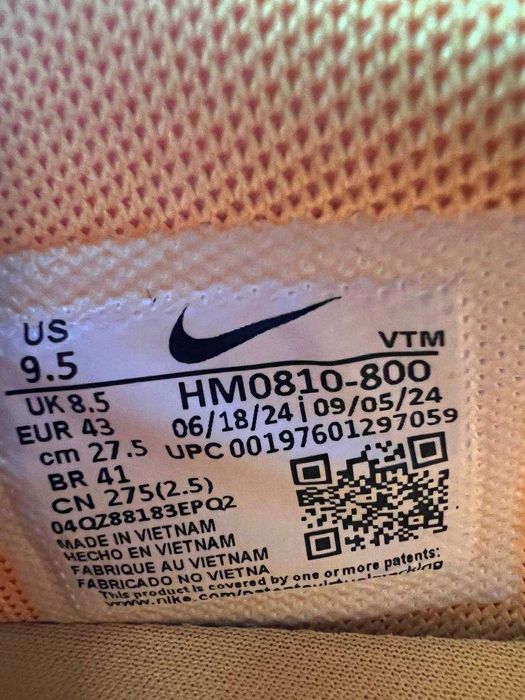 US
9.5
VTM
UK 8.5
HM0810-800
EUR 43
06/18/24 | 09/05/24
cm 27.5
UPC 00197601297059
BR 41
CN 275(2.5)
04QZ88183EPQ2
MADE IN VIETNAM
HECHO EN VIETNAM
FABRIQUE AU VIETNAM
FABRICADO NO VIETNA
This product is covered by one or more patents: